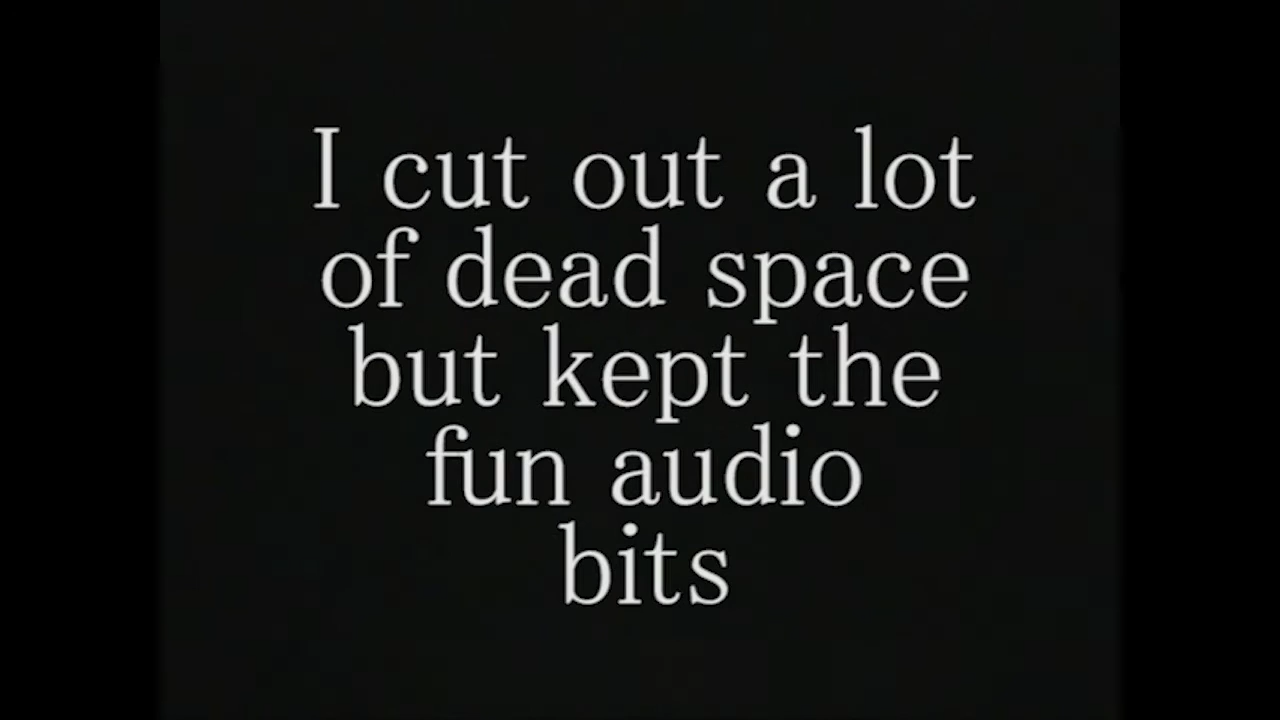 I cut out a lot
of dead space
but kept the
fun audio
bits